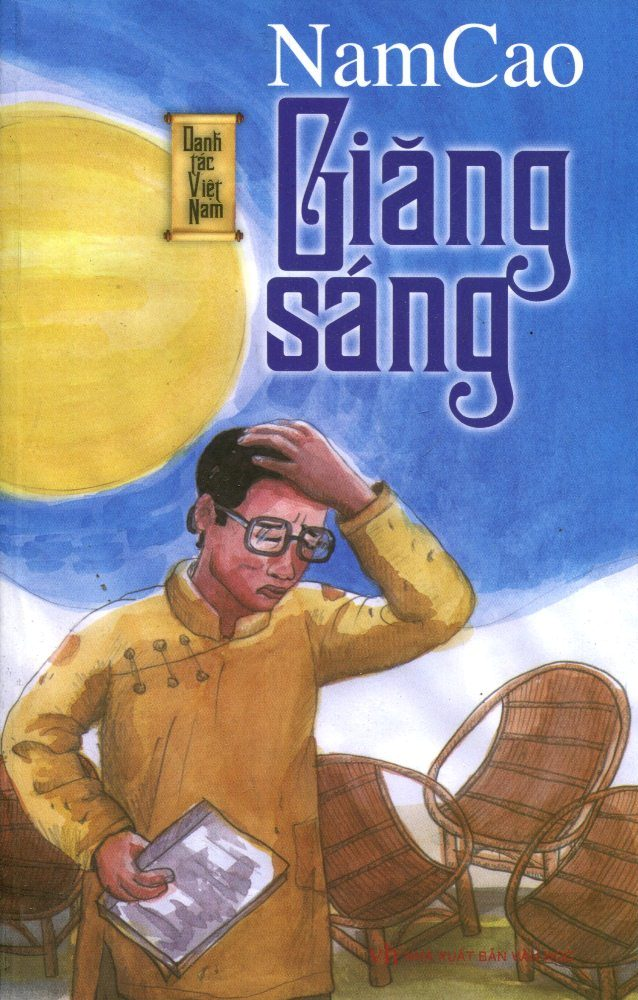 NamCao
Danh
tác
Việt
Nam
Giăng
sáng
NHÀ XUẤT BẢN VĂN HỌC